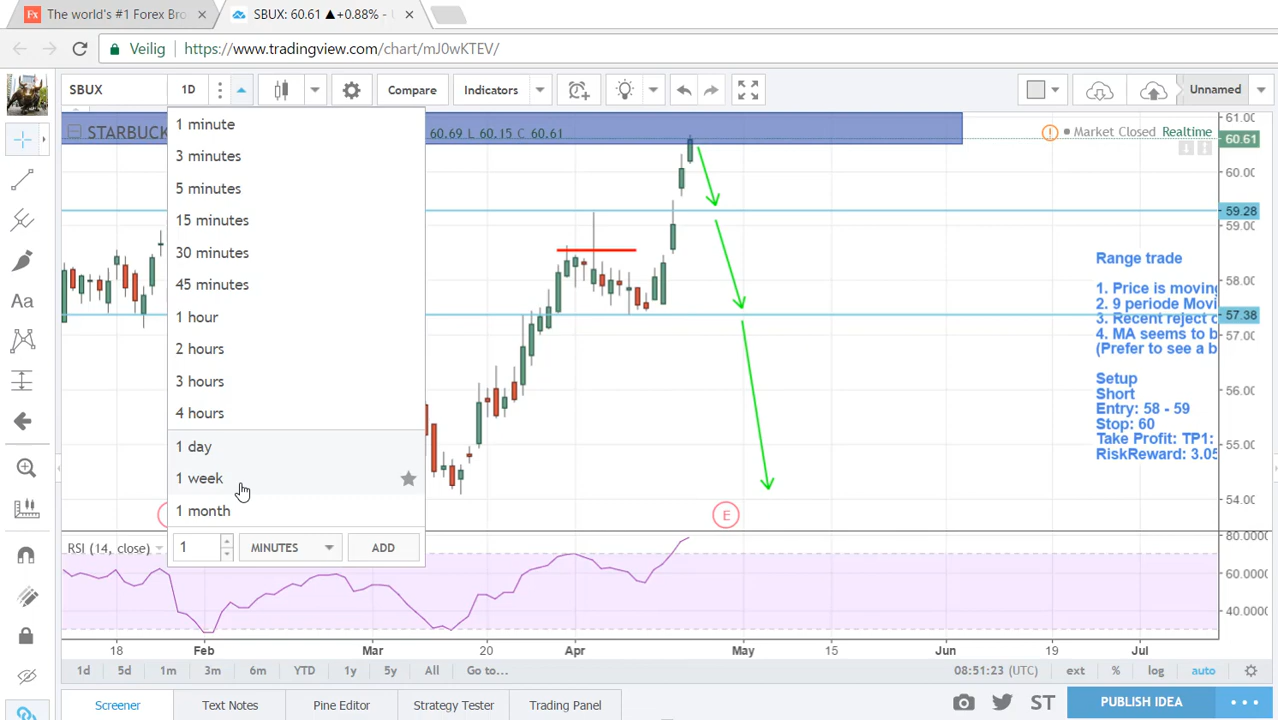 The world's #1 Forex Bro
SBUX: 60.61 ▲+0.88% -
Veilig
https://www.tradingview.com/chart/mJ0wKTEV/
SBUX
1D
Compare
Indicators
Unnamed
STARBUCK
60.69 L 60.15 C 60.61
Market Closed
Realtime
1 minute
3 minutes
5 minutes
15 minutes
30 minutes
45 minutes
1 hour
2 hours
3 hours
4 hours
1 day
1 week
1 month
1
MINUTES
ADD
61.00
60.61
60.00
59.28
59.00
58.00
57.38
57.00
56.00
55.00
54.00
Range trade
1. Price is moving
2. 9 periode Movi
3. Recent reject
4. MA seems to b
(Prefer to see a b
Setup
Short
Entry: 58 - 59
Stop: 60
Take Profit: TP1:
RiskReward: 3.05
E
RSI (14, close)
80.0000
60.0000
40.0000
18
Feb
Mar
20
Apr
May
15
Jun
19
Jul
1d
5d
1m
3m
6m
YTD
1y
5y
All
Go to...
08:51:23 (UTC)
ext
%
log
auto
Screener
Text Notes
Pine Editor
Strategy Tester
Trading Panel
ST
PUBLISH IDEA
Aa
Fx